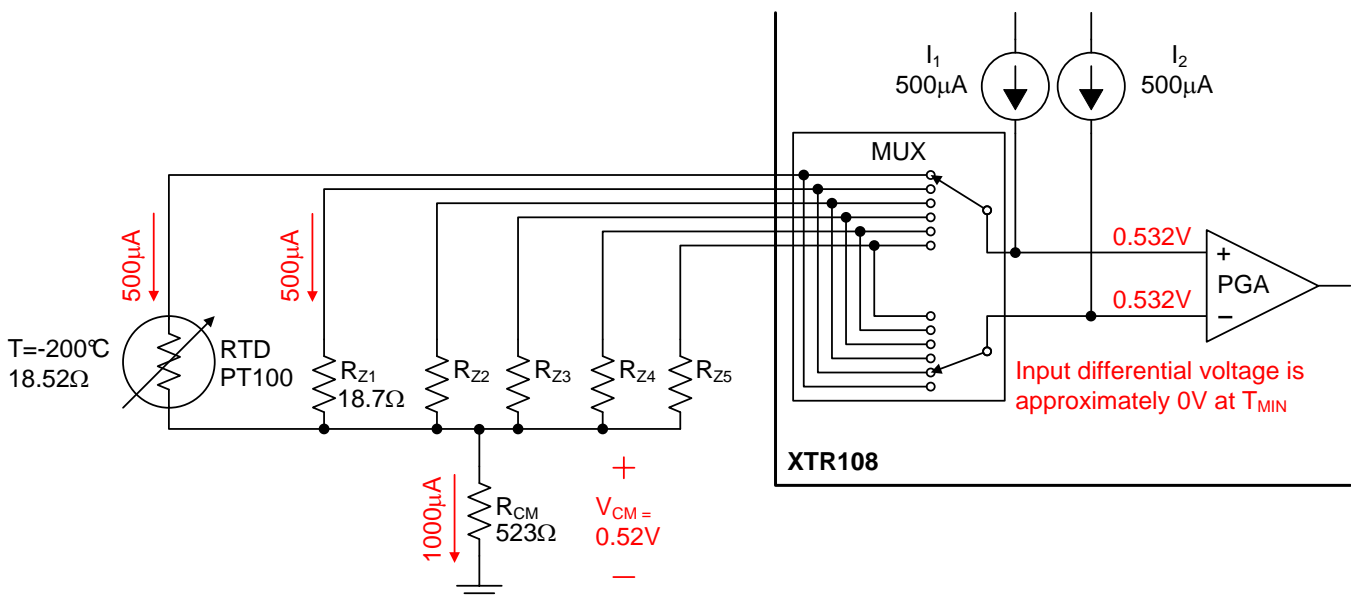 I1
500µA
I2
500µA
MUX
500µA
500µA
0.532V
0.532V
+
−
PGA
T=-200°C
18.52Ω
RTD
PT100
RZ1
18.7Ω
RZ2
RZ3
RZ4
RZ5
Input differential voltage is
approximately 0V at TMIN
XTR108
1000µA
RCM
523Ω
+
VCM =
0.52V
−